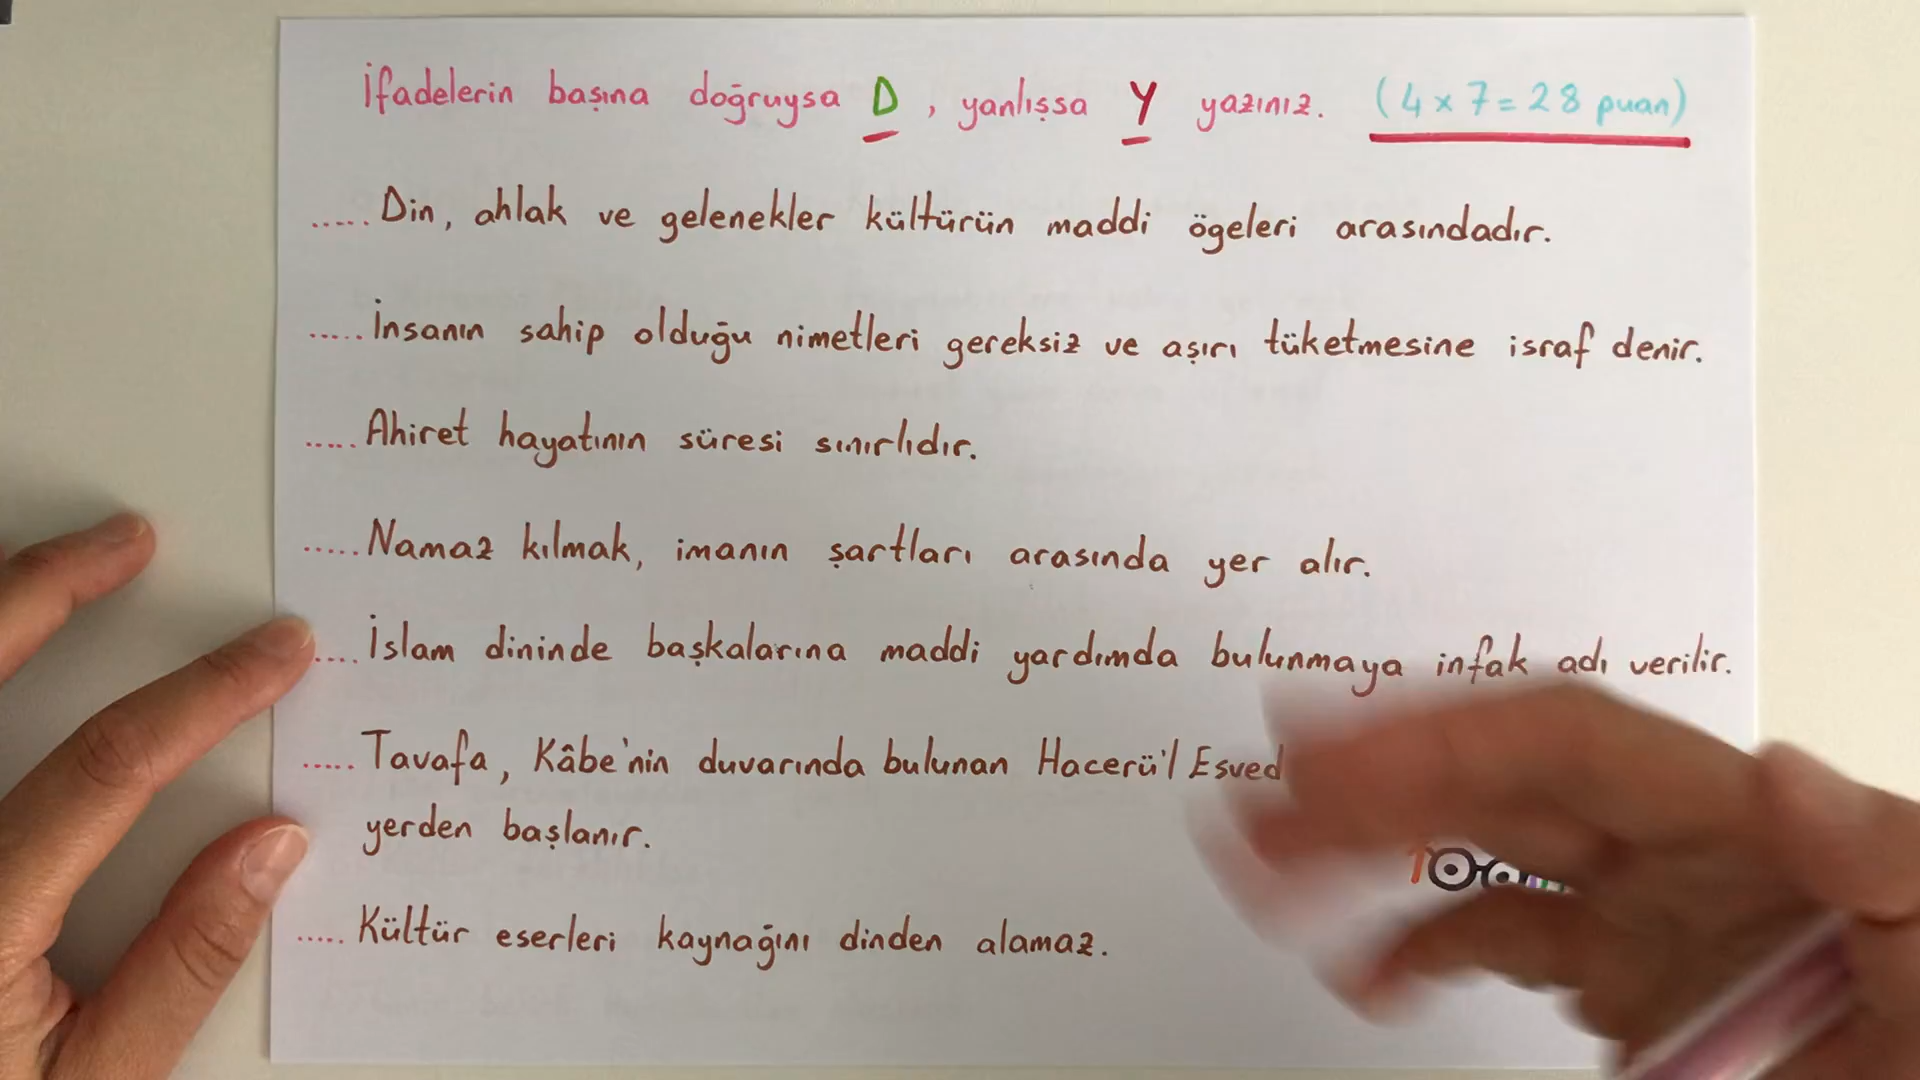 İfadelerin başına doğruysa D , yanlışsa Y yazınız. (4 x 7 = 28 puan)
..... Din, ahlak ve gelenekler kültürün maddi ögeleri arasındadır.
..... İnsanın sahip olduğu nimetleri gereksiz ve aşırı tüketmesine israf denir.
..... Ahiret hayatının süresi sınırlıdır.
..... Namaz kılmak, imanın şartları arasında yer alır.
.... İslam dininde başkalarına maddi yardımda bulunmaya infak adı verilir.
..... Tavafa, Kâbe'nin duvarında bulunan Hacerü'l Esved
yerden başlanır.
..... Kültür eserleri kaynağını dinden alamaz.